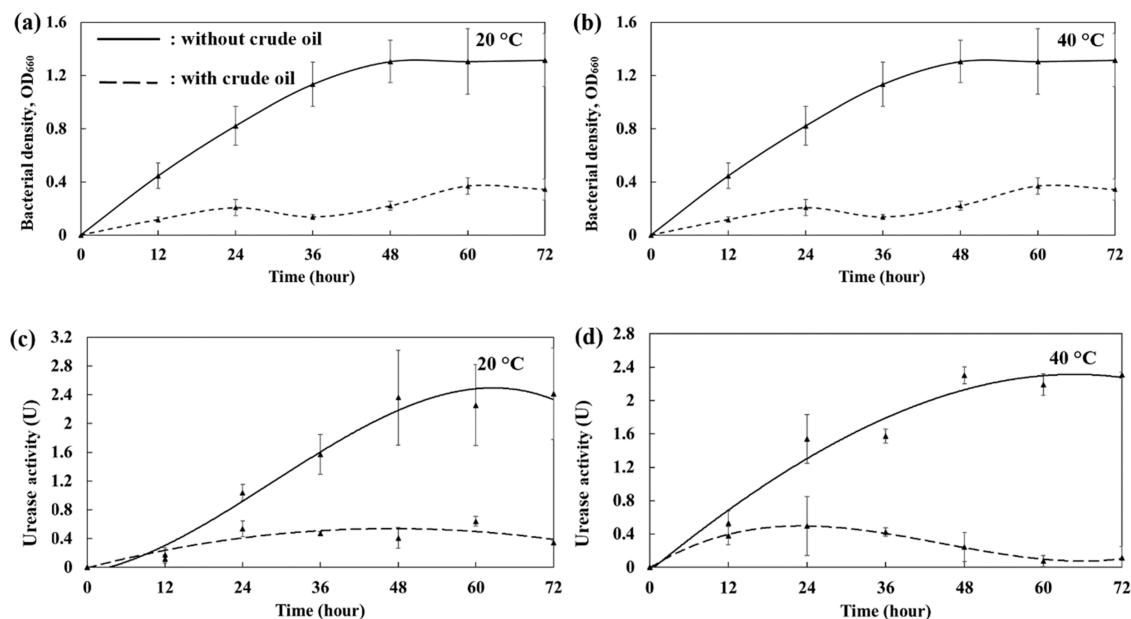 (a)
1.6
1.2
0.8
0.4
0
Bacterial density, OD₆₆₀
: without crude oil
: with crude oil
20 °C
0 12 24 36 48 60 72
Time (hour)
(b)
1.6
1.2
0.8
0.4
0
Bacterial density, OD₆₆₀
40 °C
0 12 24 36 48 60 72
Time (hour)
(c)
3.2
2.8
2.4
2.0
1.6
1.2
0.8
0.4
0
Urease activity (U)
20 °C
0 12 24 36 48 60 72
Time (hour)
(d)
2.8
2.4
2.0
1.6
1.2
0.8
0.4
0
Urease activity (U)
40 °C
0 12 24 36 48 60 72
Time (hour)